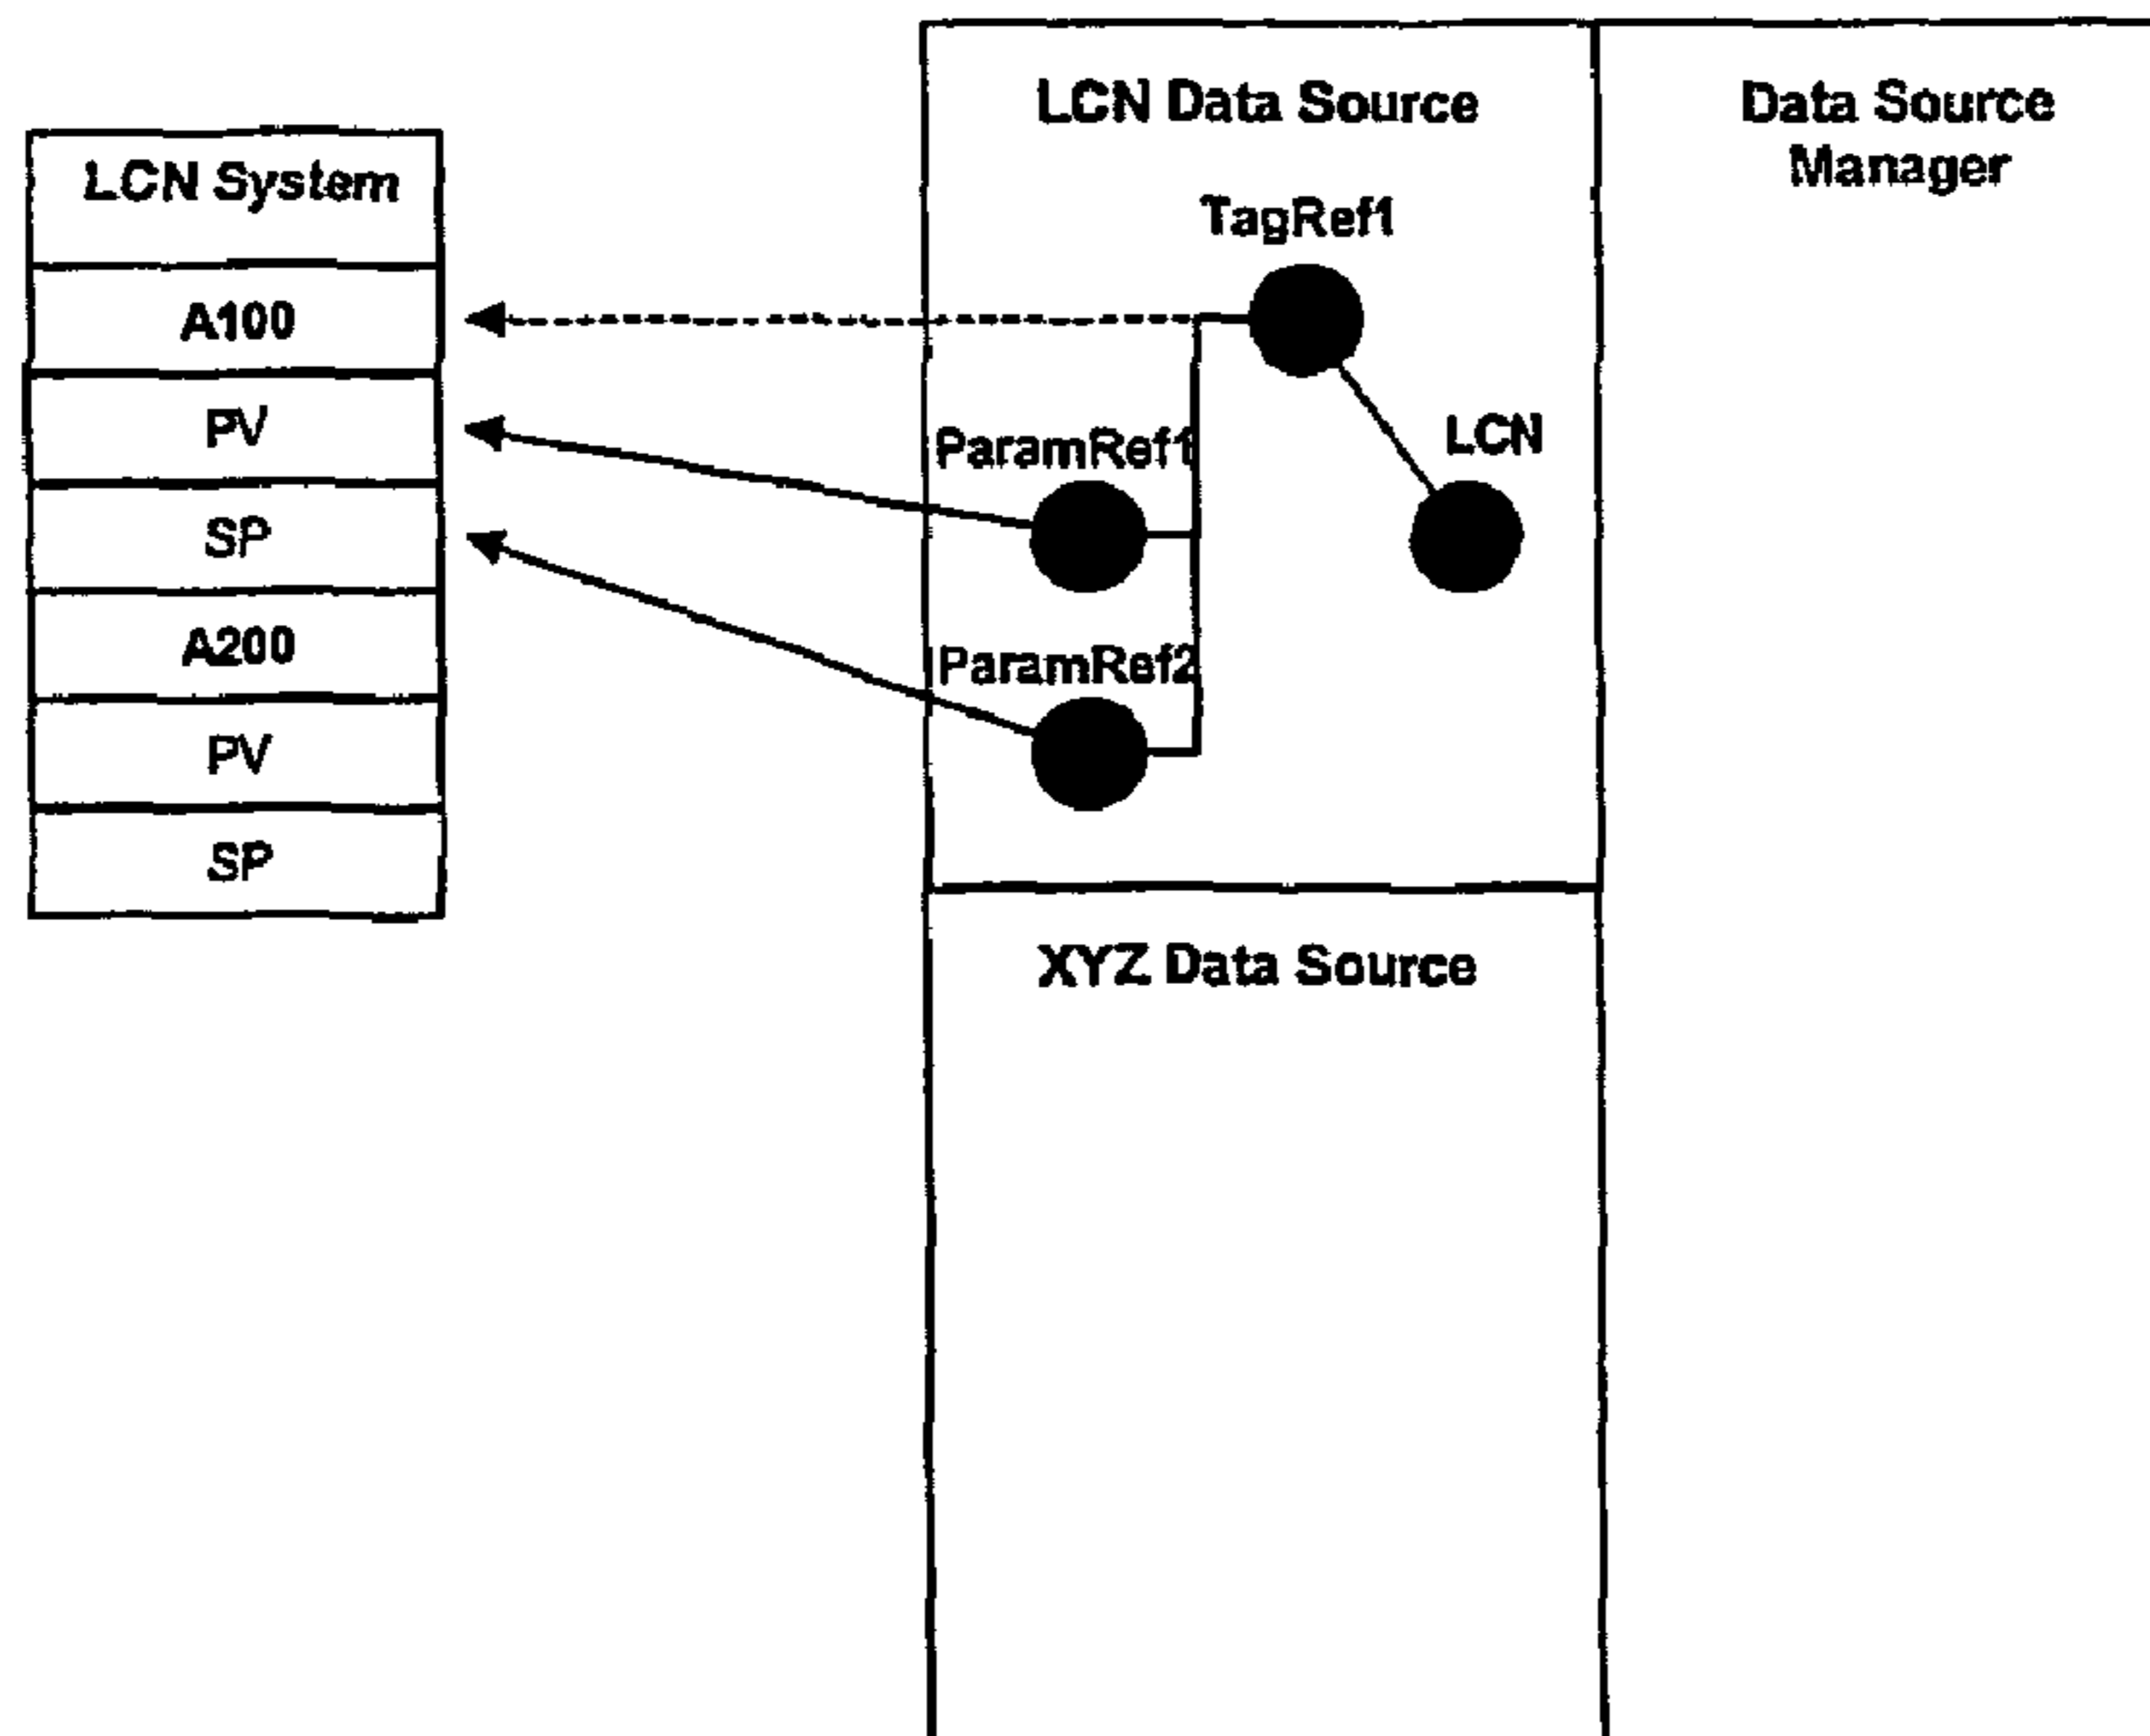 LCN System
A100
PV
SP
A200
PV
SP
LCN Data Source
TagRef1
ParamRef1
LCN
ParamRef2
XYZ Data Source
Data Source
Manager